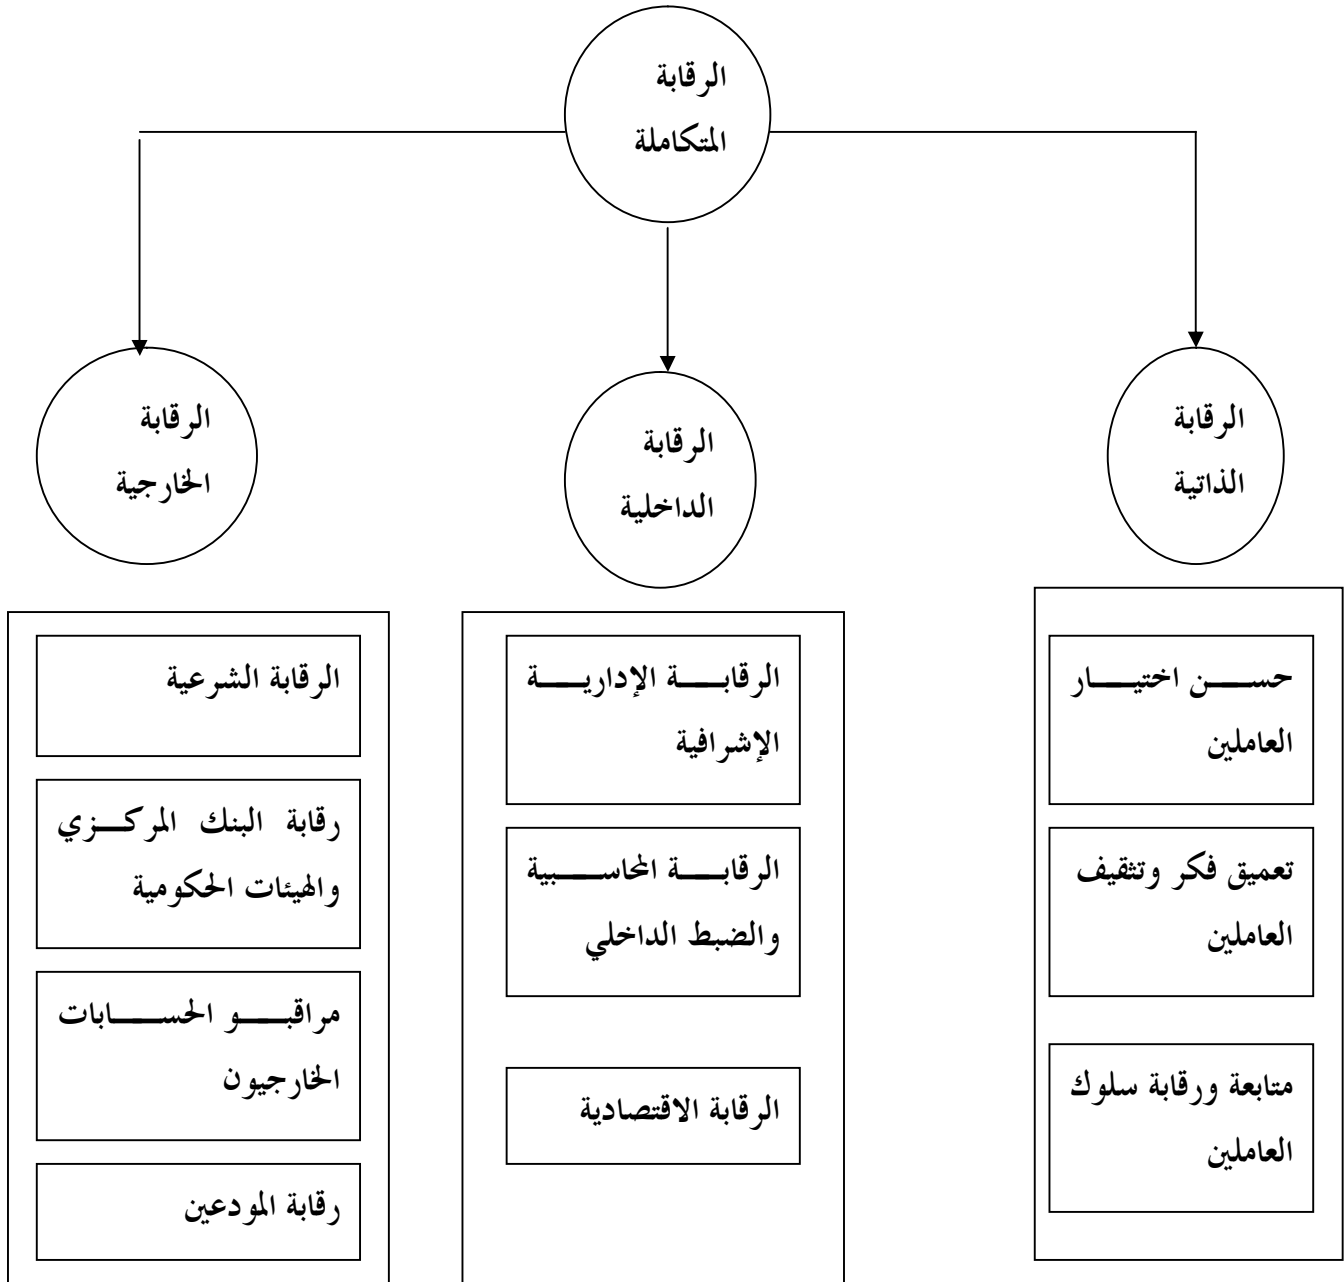 الرقابة
المتكاملة
الرقابة
الذاتية
الرقابة
الداخلية
الرقابة
الخارجية
حسن اختيار
العاملين
تعميق فكر وتثقيف
العاملين
متابعة ورقابة سلوك
العاملين
الرقابة الإدارية
الإشرافية
الرقابة المحاسبية
والضبط الداخلي
الرقابة الاقتصادية
الرقابة الشرعية
رقابة البنك المركزي
والهيئات الحكومية
مراقبو الحسابات
الخارجيون
رقابة المودعين